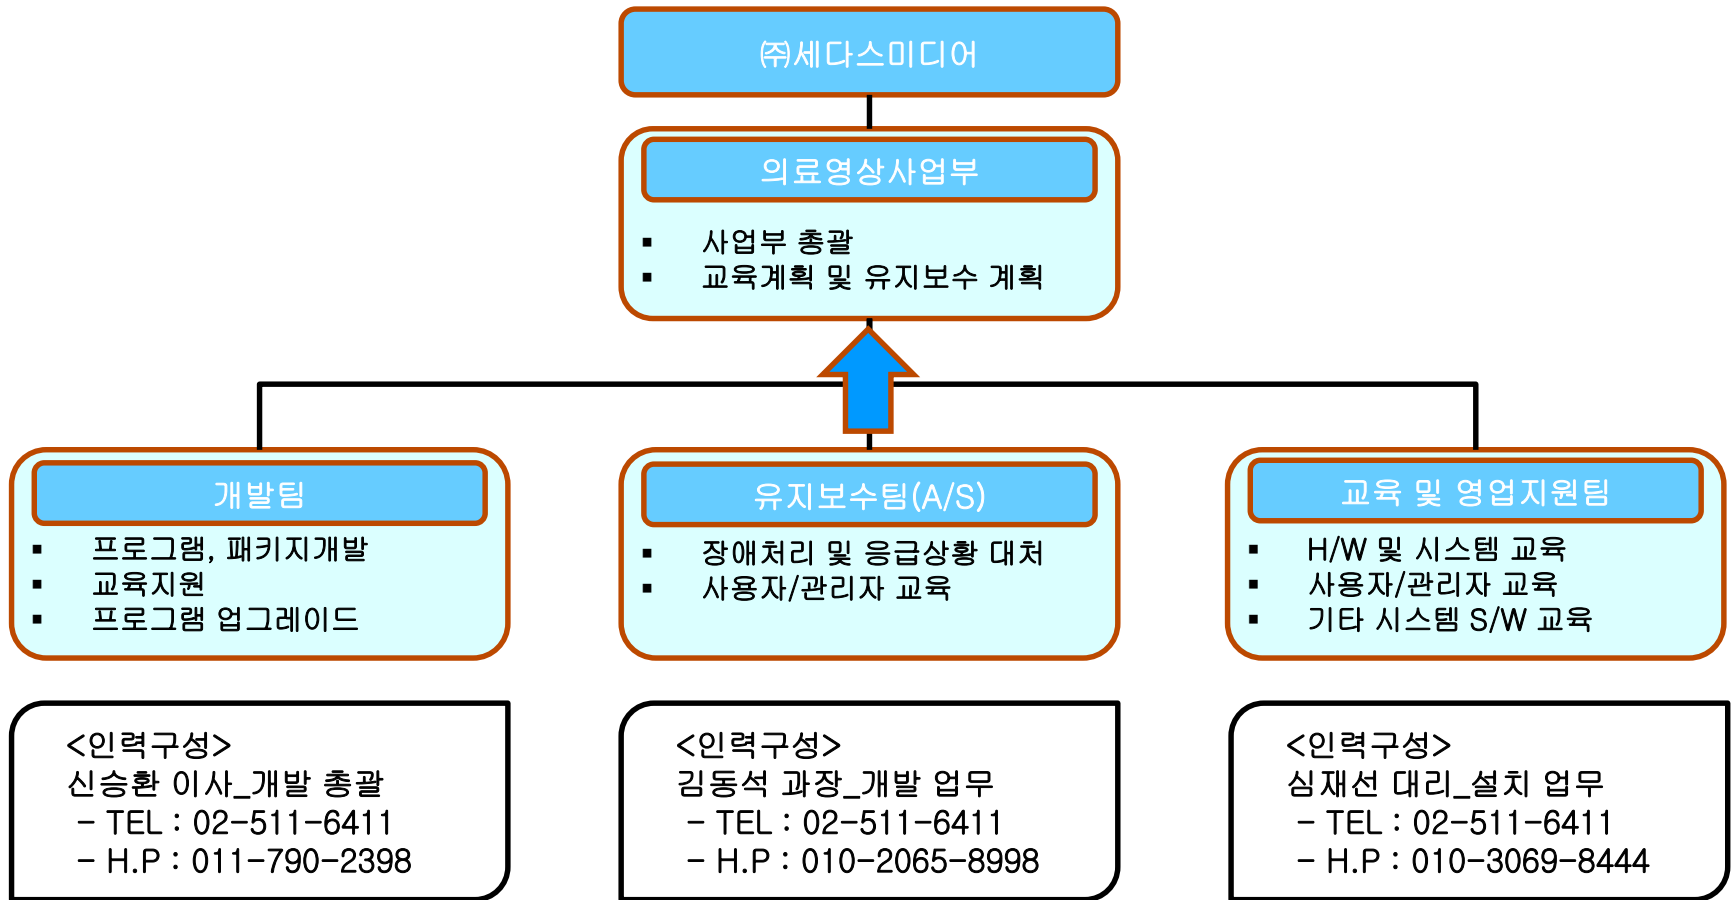 ㈜세다스미디어
의료영상사업부
▪ 사업부 총괄
▪ 교육계획 및 유지보수 계획
개발팀
▪ 프로그램, 패키지개발
▪ 교육지원
▪ 프로그램 업그레이드
유지보수팀(A/S)
▪ 장애처리 및 응급상황 대처
▪ 사용자/관리자 교육
교육 및 영업지원팀
▪ H/W 및 시스템 교육
▪ 사용자/관리자 교육
▪ 기타 시스템 S/W 교육
<인력구성>
신승환 이사_개발 총괄
- TEL : 02-511-6411
- H.P : 011-790-2398
<인력구성>
김동석 과장_개발 업무
- TEL : 02-511-6411
- H.P : 010-2065-8998
<인력구성>
심재선 대리_설치 업무
- TEL : 02-511-6411
- H.P : 010-3069-8444